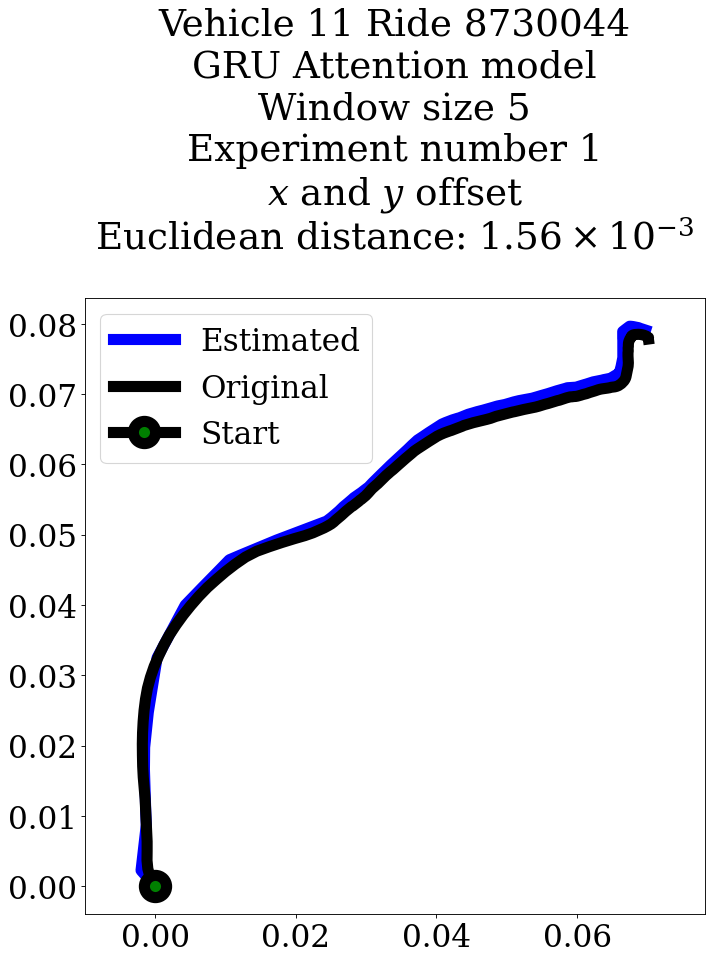 Vehicle 11 Ride 8730044
GRU Attention model
Window size 5
Experiment number 1
x and y offset
Euclidean distance: 1.56 × 10⁻³
Estimated
Original
Start
0.08
0.07
0.06
0.05
0.04
0.03
0.02
0.01
0.00
0.00 0.02 0.04 0.06